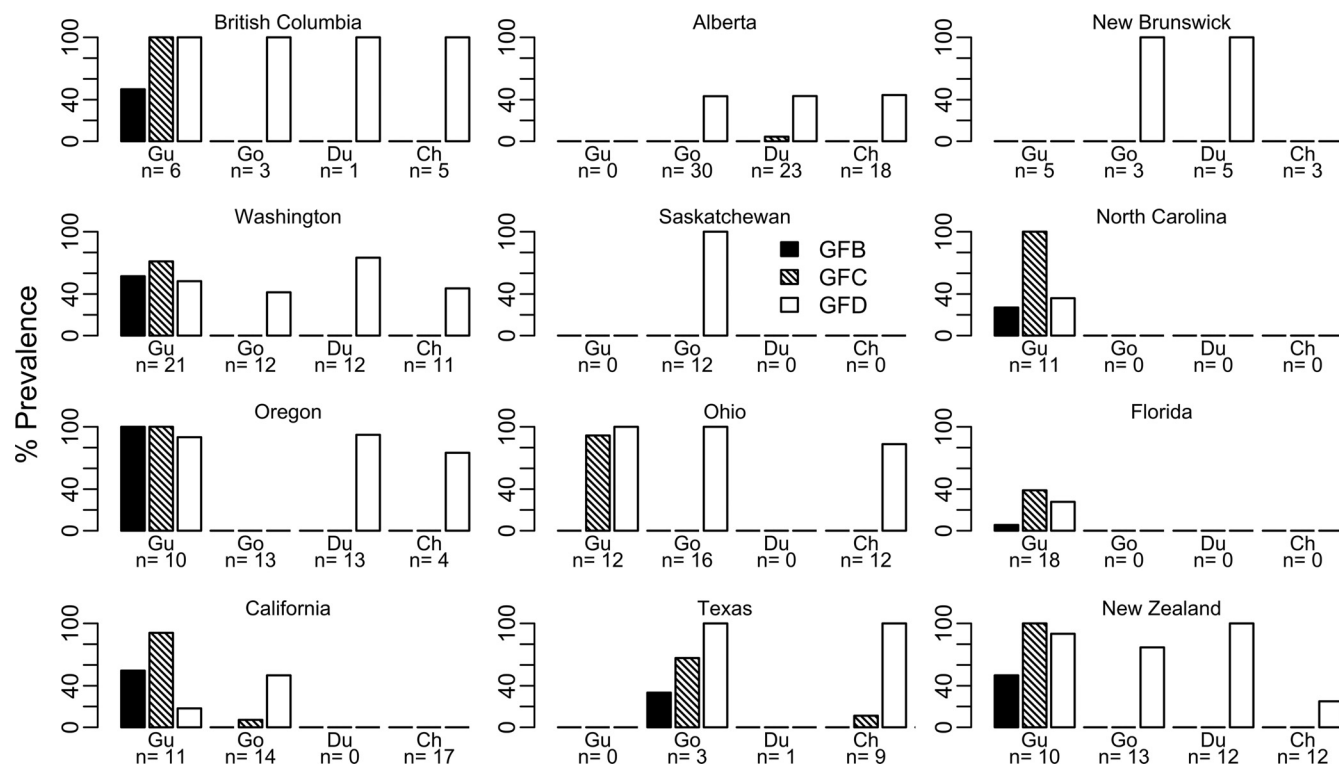 British Columbia Alberta New Brunswick
0 40 100 0 40 100 0 40 100
Gu Go Du Ch Gu Go Du Ch Gu Go Du Ch
n= 6 n= 3 n= 1 n= 5 n= 0 n= 30 n= 23 n= 18 n= 5 n= 3 n= 5 n= 3
Washington Saskatchewan North Carolina
0 40 100 0 40 100 0 40 100
GFB
GFC
GFD
Gu Go Du Ch Gu Go Du Ch Gu Go Du Ch
n= 21 n= 12 n= 12 n= 11 n= 0 n= 12 n= 0 n= 0 n= 11 n= 0 n= 0 n= 0
% Prevalence
Oregon Ohio Florida
0 40 100 0 40 100 0 40 100
Gu Go Du Ch Gu Go Du Ch Gu Go Du Ch
n= 10 n= 13 n= 13 n= 4 n= 12 n= 16 n= 0 n= 12 n= 18 n= 0 n= 0 n= 0
California Texas New Zealand
0 40 100 0 40 100 0 40 100
Gu Go Du Ch Gu Go Du Ch Gu Go Du Ch
n= 11 n= 14 n= 0 n= 17 n= 0 n= 3 n= 1 n= 9 n= 10 n= 13 n= 12 n= 12